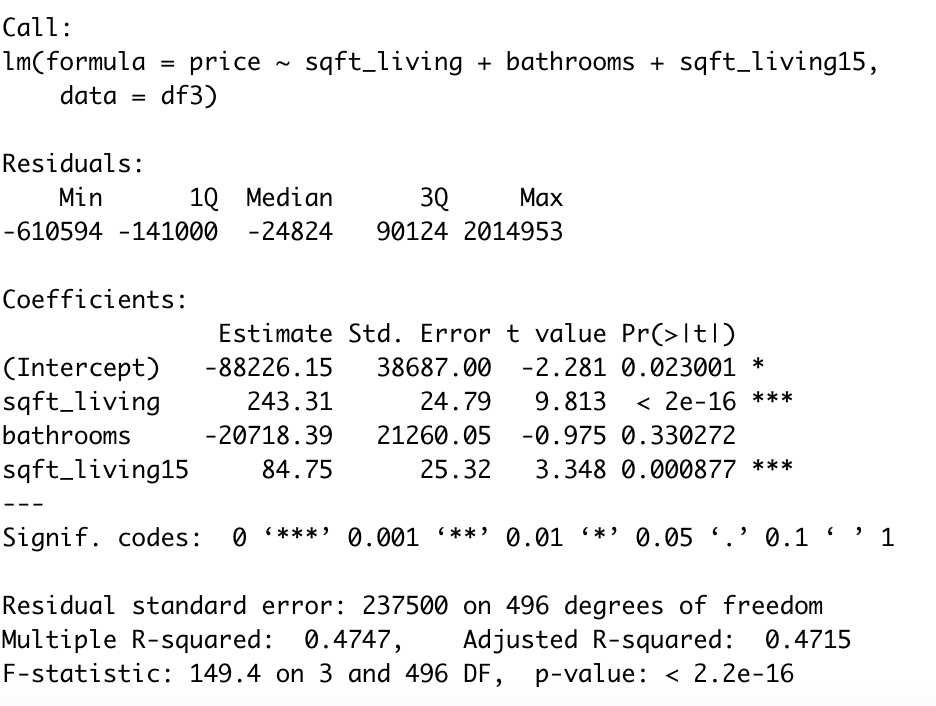 Call:
lm(formula = price ~ sqft_living + bathrooms + sqft_living15,
    data = df3)

Residuals:
    Min      1Q  Median      3Q     Max
-610594 -141000  -24824   90124 2014953

Coefficients:
               Estimate Std. Error t value Pr(>|t|)
(Intercept)   -88226.15   38687.00  -2.281 0.023001 *
sqft_living      243.31      24.79   9.813  < 2e-16 ***
bathrooms     -20718.39   21260.05  -0.975 0.330272
sqft_living15     84.75      25.32   3.348 0.000877 ***
---
Signif. codes:  0 ‘***’ 0.001 ‘**’ 0.01 ‘*’ 0.05 ‘.’ 0.1 ‘ ’ 1

Residual standard error: 237500 on 496 degrees of freedom
Multiple R-squared:  0.4747,    Adjusted R-squared:  0.4715
F-statistic: 149.4 on 3 and 496 DF,  p-value: < 2.2e-16